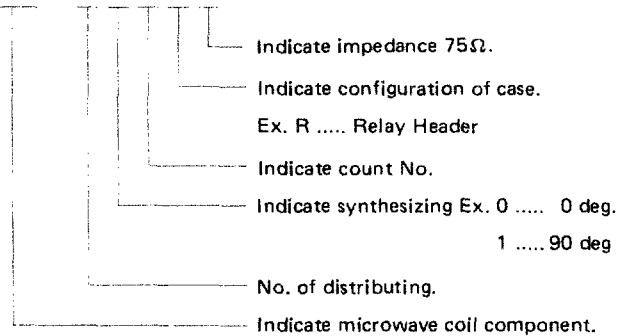 Indicate impedance 75Ω.
Indicate configuration of case.
Ex. R ..... Relay Header
Indicate count No.
Indicate synthesizing Ex. 0 ..... 0 deg.
1 ..... 90 deg
No. of distributing.
Indicate microwave coil component.